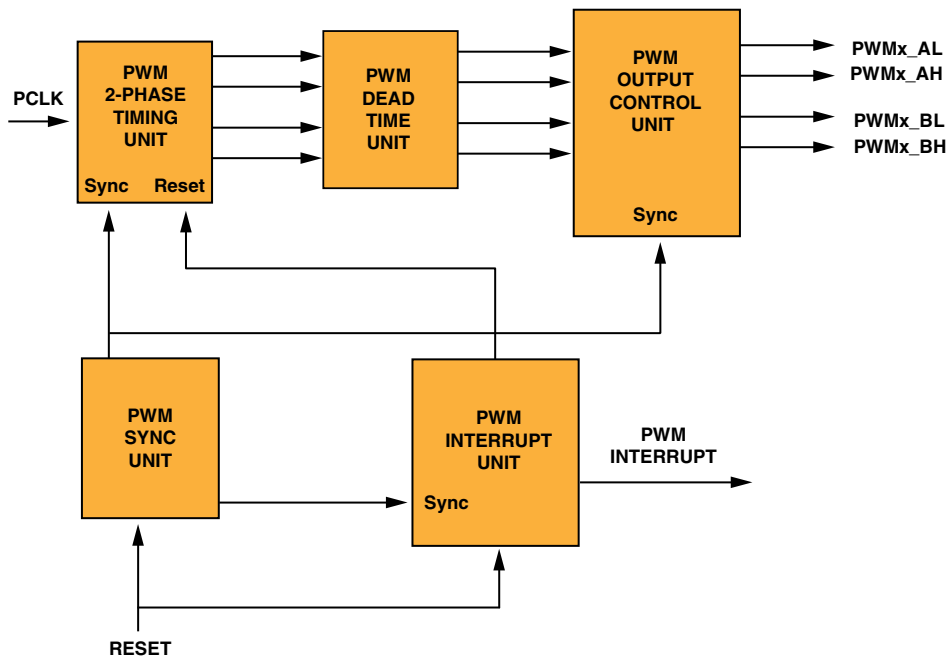 PCLK
PWM
2-PHASE
TIMING
UNIT
Sync Reset
PWM
DEAD
TIME
UNIT
PWM
OUTPUT
CONTROL
UNIT
Sync
PWMx_AL
PWMx_AH
PWMx_BL
PWMx_BH
PWM
SYNC
UNIT
PWM
INTERRUPT
UNIT
Sync
PWM
INTERRUPT
RESET